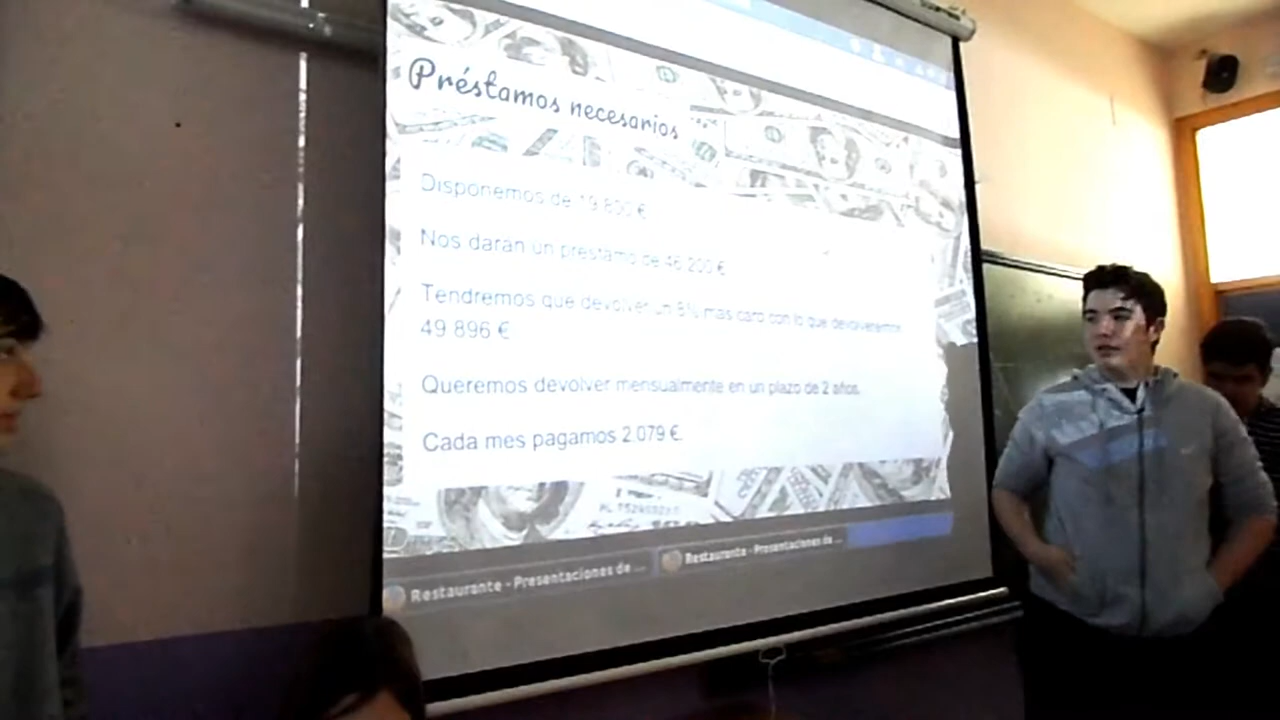 Préstamos necesarios
Disponemos de 19.800 €
Nos darán un préstamo de 46.200 €
Tendremos que devolver un 8% mas caro con lo que devolveremos
49.896 €
Queremos devolver mensualmente en un plazo de 2 años.
Cada mes pagamos 2.079 €.
Restaurante - Presentaciones de ...
Restaurante - Presentaciones de ...